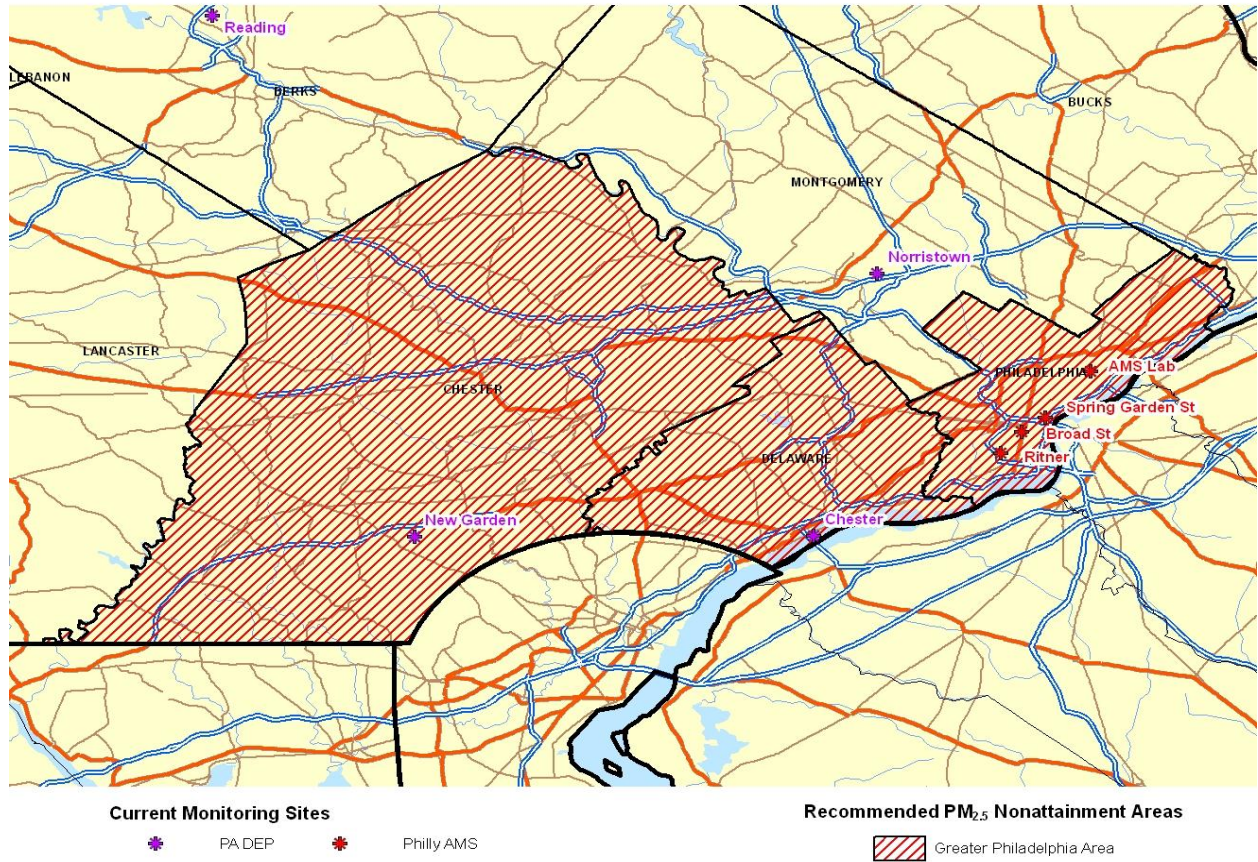 Reading
LEBANON
BERKS
BUCKS
MONTGOMERY
Norristown
LANCASTER
CHESTER
PHILADELPHIA
AMS Lab
Spring Garden St
Broad St
Ritner
DELAWARE
New Garden
Chester
Current Monitoring Sites
PA DEP
Philly AMS
Recommended PM2.5 Nonattainment Areas
Greater Philadelphia Area